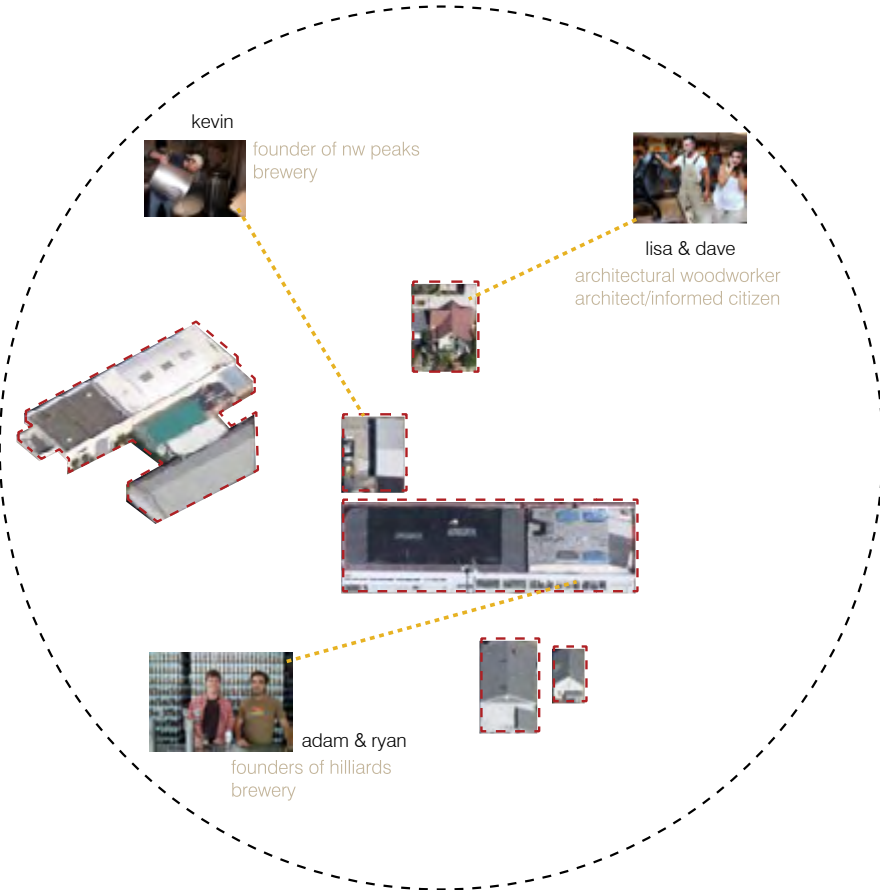 kevin
founder of nw peaks
brewery
lisa & dave
architectural woodworker
architect/informed citizen
adam & ryan
founders of hilliards
brewery